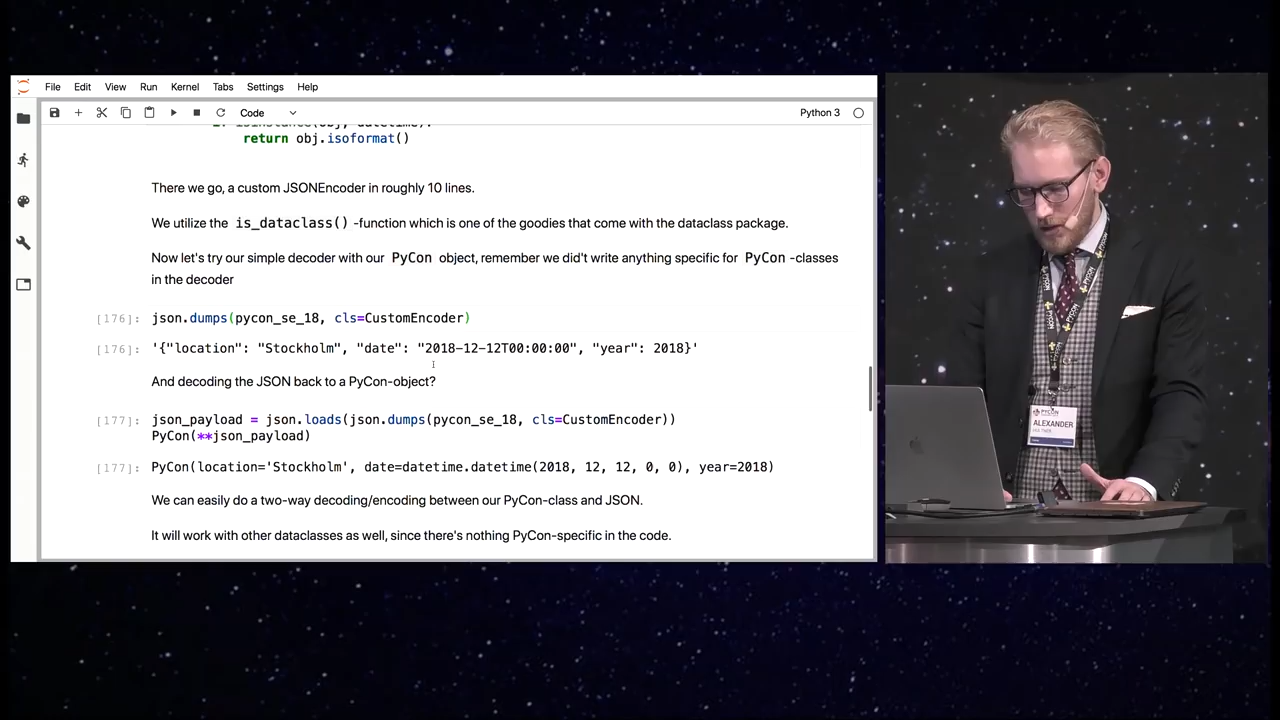 File Edit View Run Kernel Tabs Settings Help
Code
Python 3
return obj.isoformat()
There we go, a custom JSONEncoder in roughly 10 lines.
We utilize the is_dataclass() -function which is one of the goodies that come with the dataclass package.
Now let's try our simple decoder with our PyCon object, remember we did't write anything specific for PyCon -classes
in the decoder
[176]: json.dumps(pycon_se_18, cls=CustomEncoder)
[176]: '{"location": "Stockholm", "date": "2018-12-12T00:00:00", "year": 2018}'
And decoding the JSON back to a PyCon-object?
[177]: json_payload = json.loads(json.dumps(pycon_se_18, cls=CustomEncoder))
PyCon(**json_payload)
[177]: PyCon(location='Stockholm', date=datetime.datetime(2018, 12, 12, 0, 0), year=2018)
We can easily do a two-way decoding/encoding between our PyCon-class and JSON.
It will work with other dataclasses as well, since there's nothing PyCon-specific in the code.
PYCON
ALEXANDER